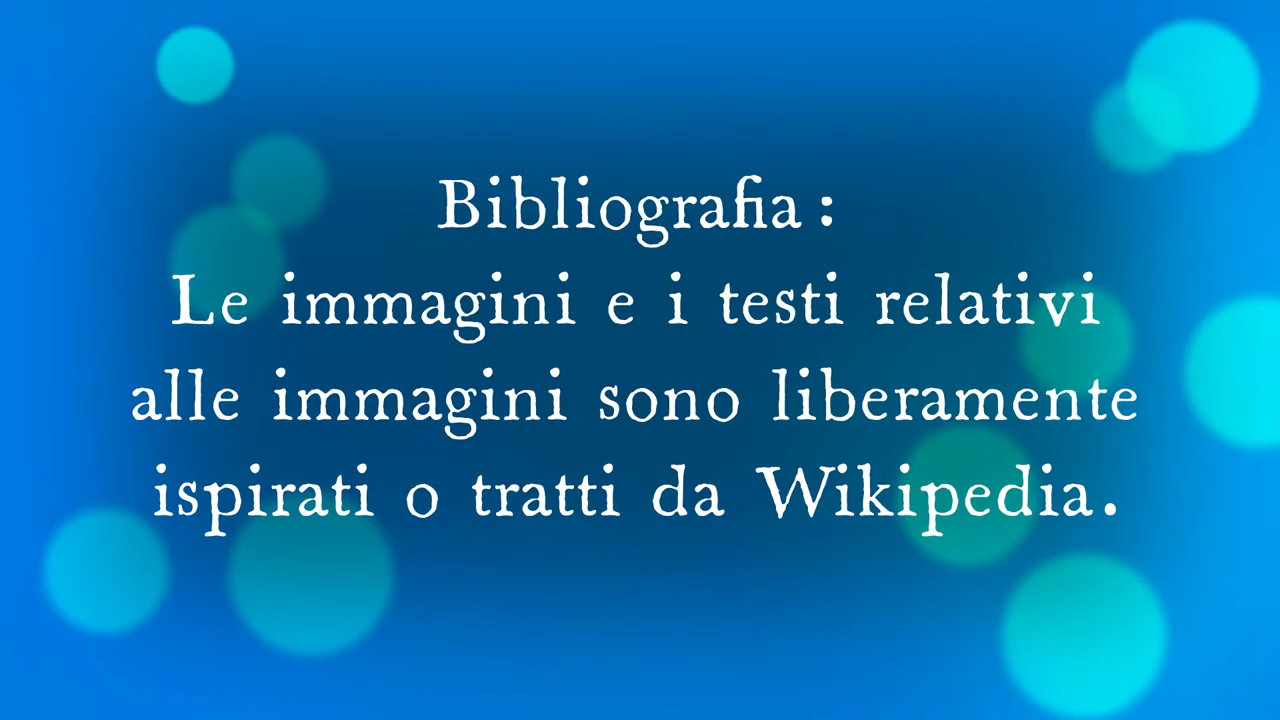 Bibliografia :
Le immagini e i testi relativi
alle immagini sono liberamente
ispirati o tratti da Wikipedia.